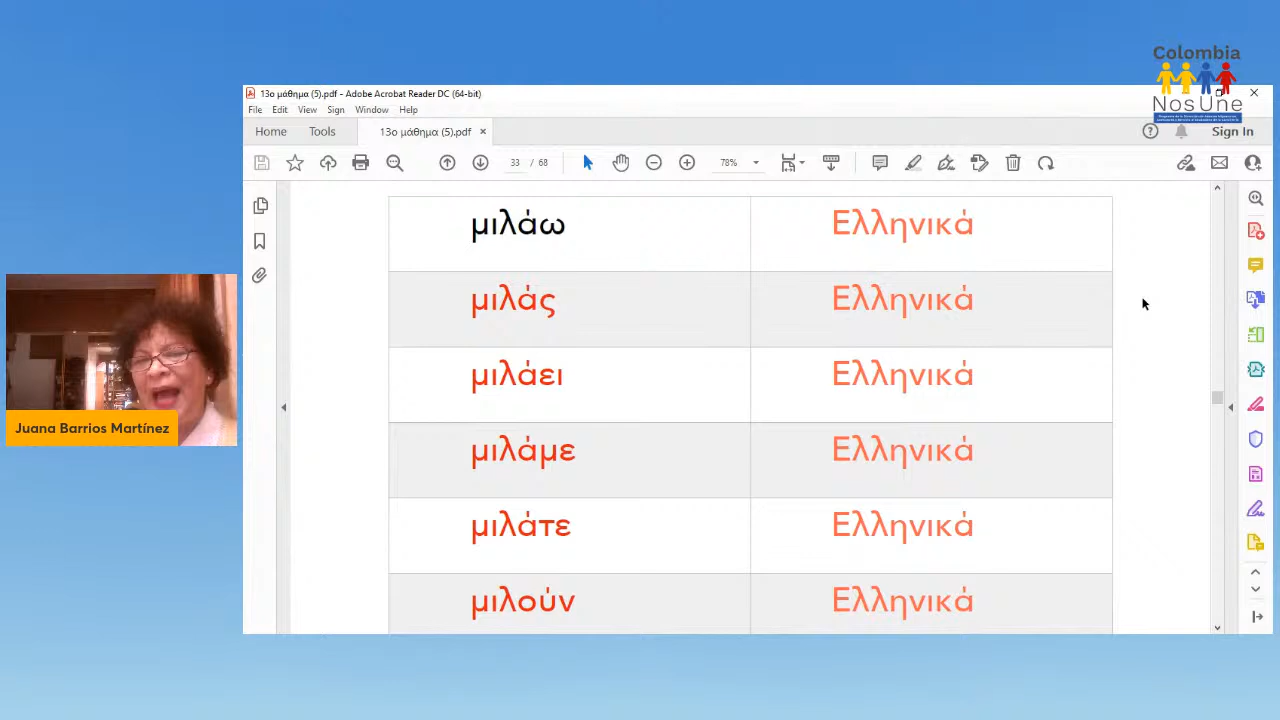 Colombia
NosUne
13ο μάθημα (5).pdf - Adobe Acrobat Reader DC (64-bit)
File Edit View Sign Window Help
Home Tools 13ο μάθημα (5).pdf × Sign In
33 / 68 78%
μιλάω Ελληνικά
μιλάς Ελληνικά
μιλάει Ελληνικά
μιλάμε Ελληνικά
μιλάτε Ελληνικά
μιλούν Ελληνικά
Juana Barrios Martínez